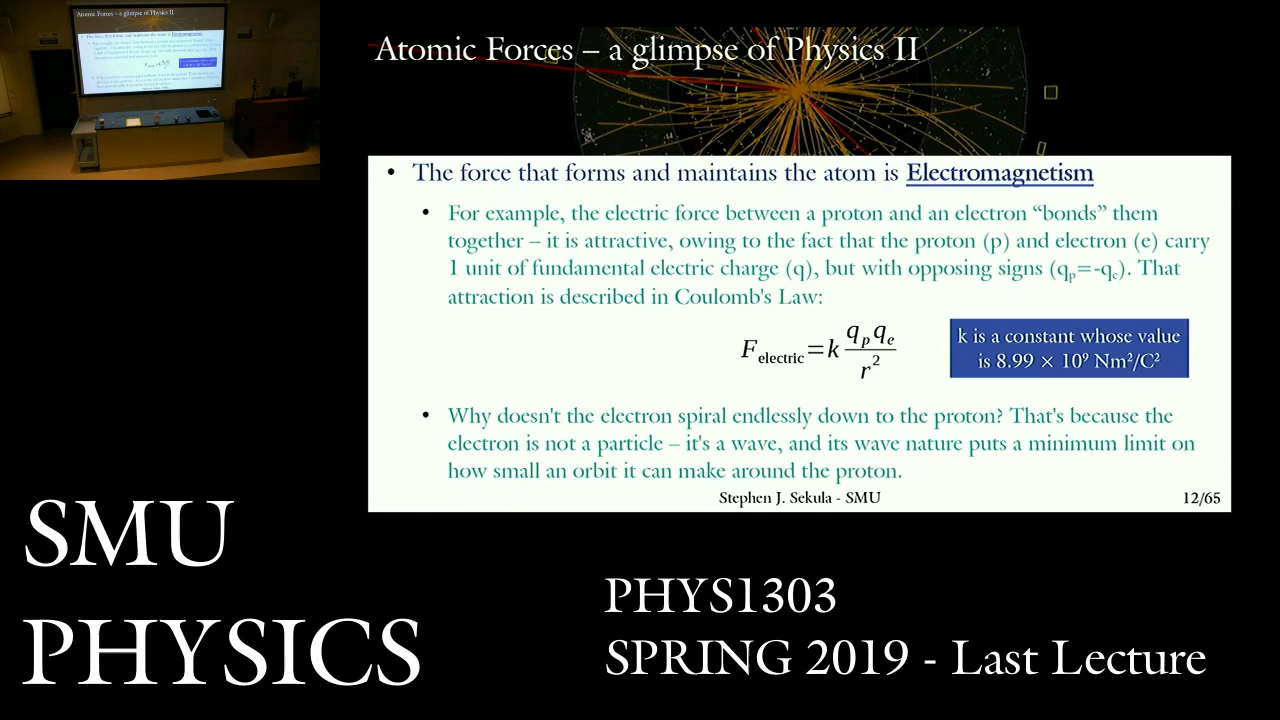 Atomic Forces – a glimpse of Physics II
• The force that forms and maintains the atom is Electromagnetism
• For example, the electric force between a proton and an electron “bonds” them
together – it is attractive, owing to the fact that the proton (p) and electron (e) carry
1 unit of fundamental electric charge (q), but with opposing signs (qp=-qe). That
attraction is described in Coulomb's Law:
F electric = k qp qe / r²
k is a constant whose value
is 8.99 × 10⁹ Nm²/C²
• Why doesn't the electron spiral endlessly down to the proton? That's because the
electron is not a particle – it's a wave, and its wave nature puts a minimum limit on
how small an orbit it can make around the proton.
Stephen J. Sekula - SMU
12/65
SMU
PHYSICS
PHYS1303
SPRING 2019 - Last Lecture